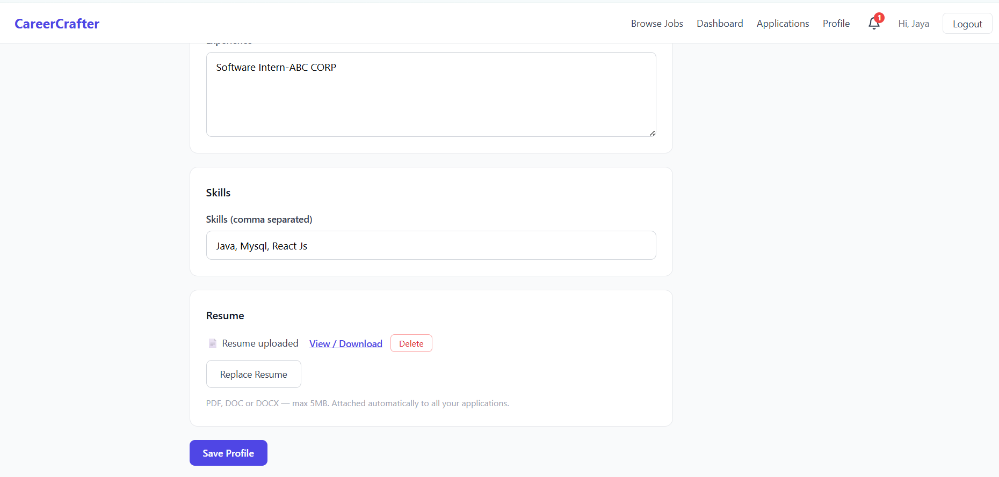 CareerCrafter
Browse Jobs Dashboard Applications Profile 1 Hi, Jaya Logout
Experience
Software Intern-ABC CORP
Skills
Skills (comma separated)
Java, Mysql, React Js
Resume
Resume uploaded View / Download Delete
Replace Resume
PDF, DOC or DOCX — max 5MB. Attached automatically to all your applications.
Save Profile